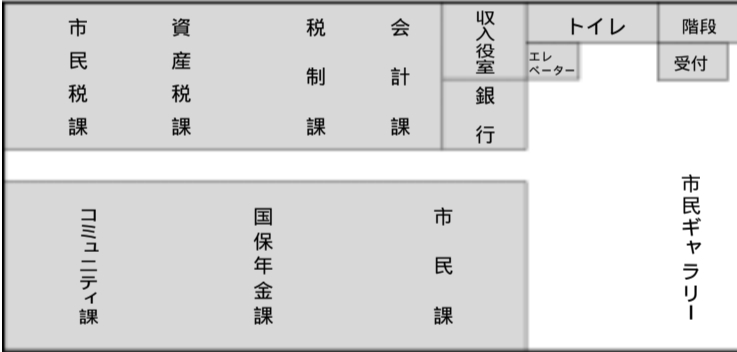 市民税課
資産税課
税制課
会計課
収入役室
銀行
トイレ
階段
エレ
ベーター
受付
市民ギャラリー
コミュニティ課
国保年金課
市民課